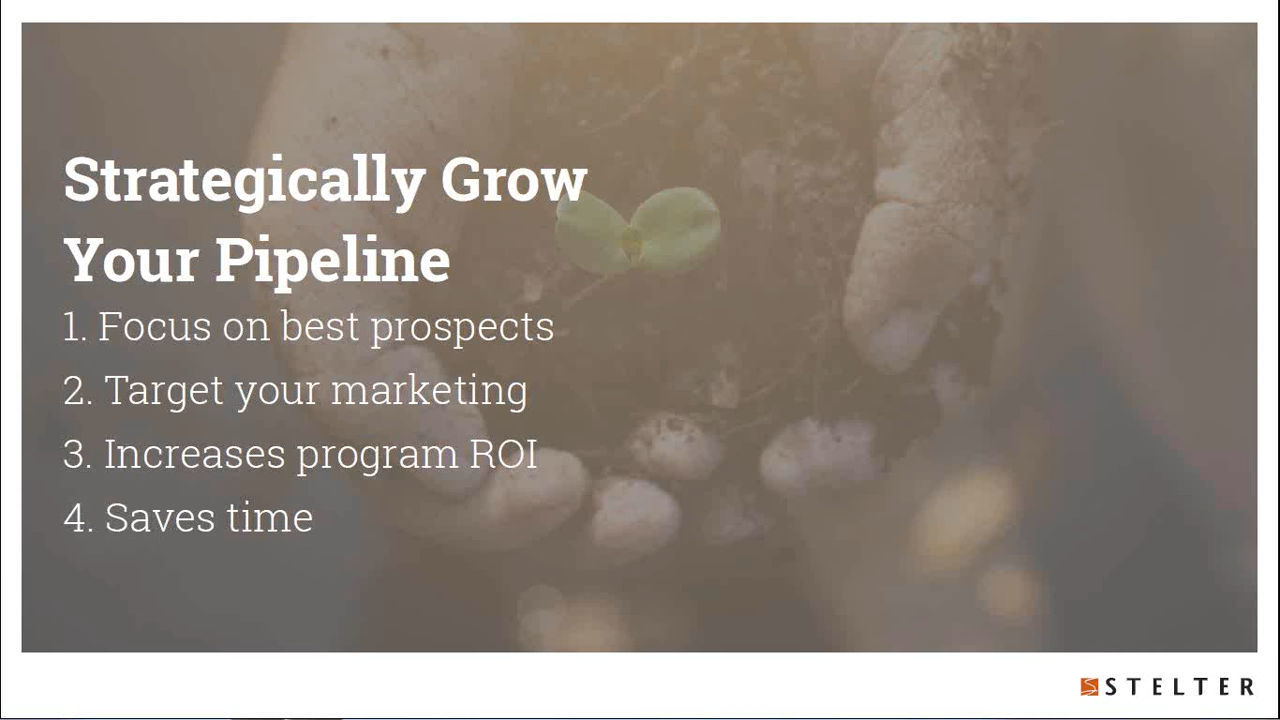 Strategically Grow
Your Pipeline
1. Focus on best prospects
2. Target your marketing
3. Increases program ROI
4. Saves time
STELTER